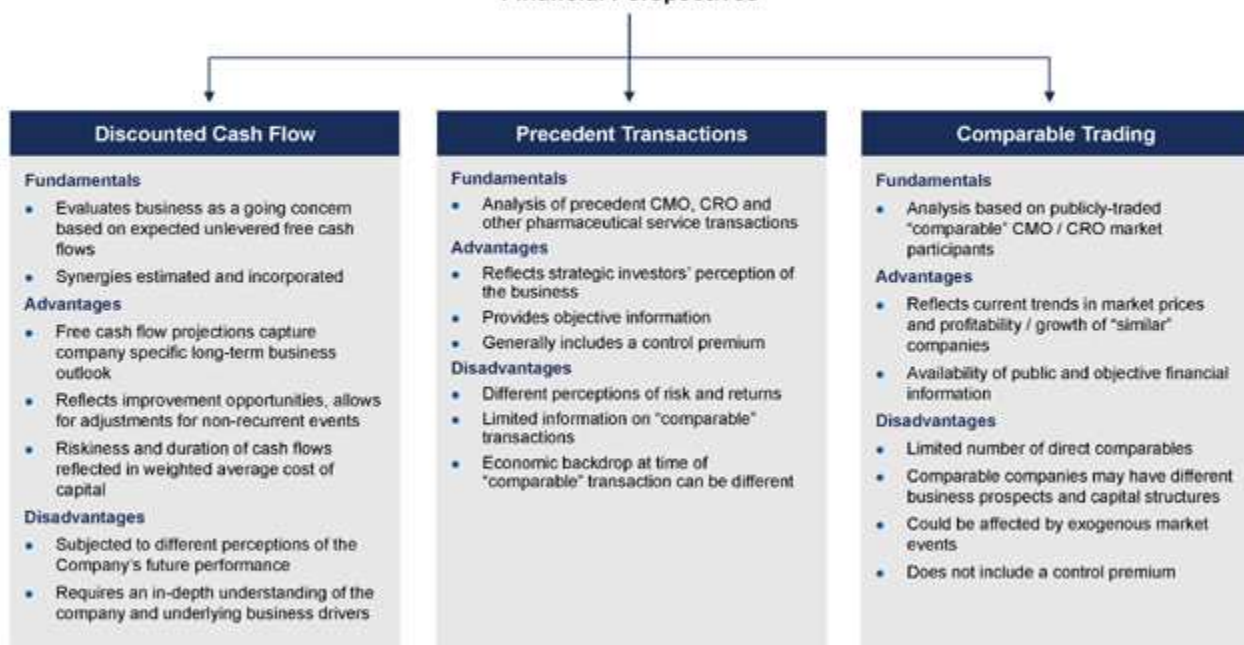 Discounted Cash Flow
Fundamentals
• Evaluates business as a going concern
based on expected unlevered free cash
flows
• Synergies estimated and incorporated
Advantages
• Free cash flow projections capture
company specific long-term business
outlook
• Reflects improvement opportunities, allows
for adjustments for non-recurrent events
• Riskiness and duration of cash flows
reflected in weighted average cost of
capital
Disadvantages
• Subjected to different perceptions of the
Company's future performance
• Requires an in-depth understanding of the
company and underlying business drivers
Precedent Transactions
Fundamentals
• Analysis of precedent CMO, CRO and
other pharmaceutical service transactions
Advantages
• Reflects strategic investors' perception of
the business
• Provides objective information
• Generally includes a control premium
Disadvantages
• Different perceptions of risk and returns
• Limited information on "comparable"
transactions
• Economic backdrop at time of
"comparable" transaction can be different
Comparable Trading
Fundamentals
• Analysis based on publicly-traded
"comparable" CMO / CRO market
participants
Advantages
• Reflects current trends in market prices
and profitability / growth of "similar"
companies
• Availability of public and objective financial
information
Disadvantages
• Limited number of direct comparables
• Comparable companies may have different
business prospects and capital structures
• Could be affected by exogenous market
events
• Does not include a control premium